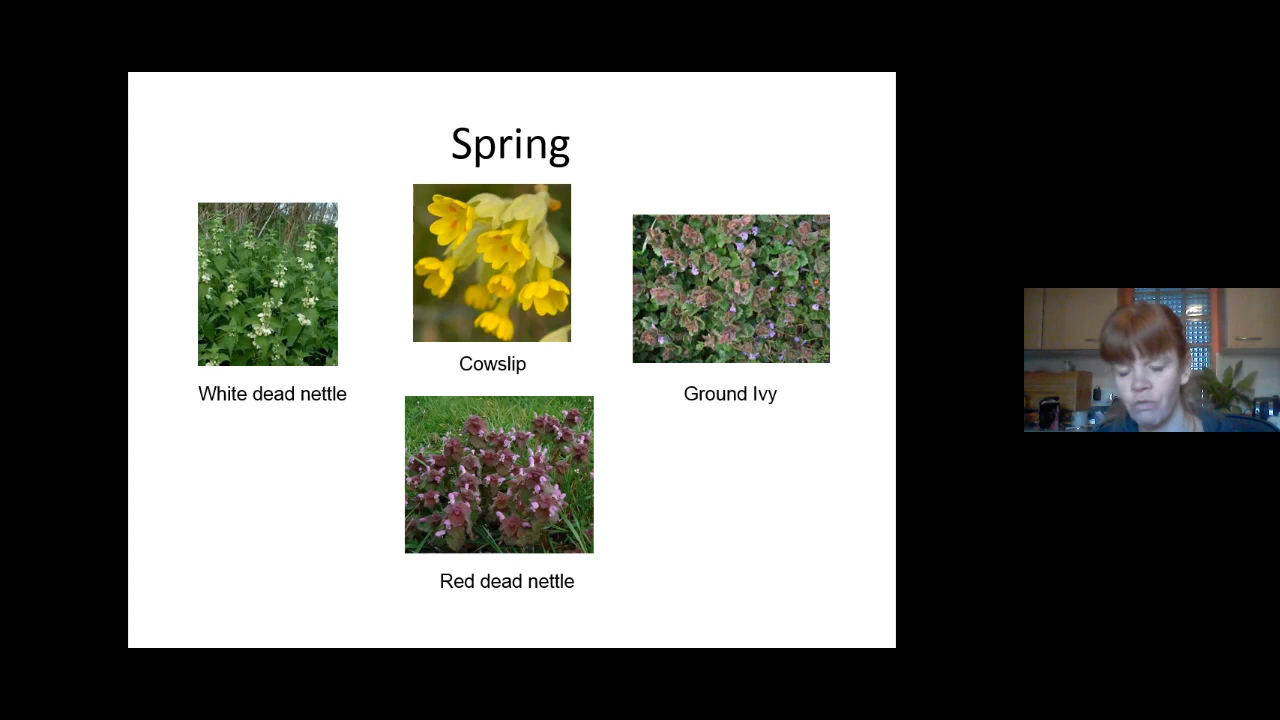 Spring
Cowslip
White dead nettle
Ground Ivy
Red dead nettle